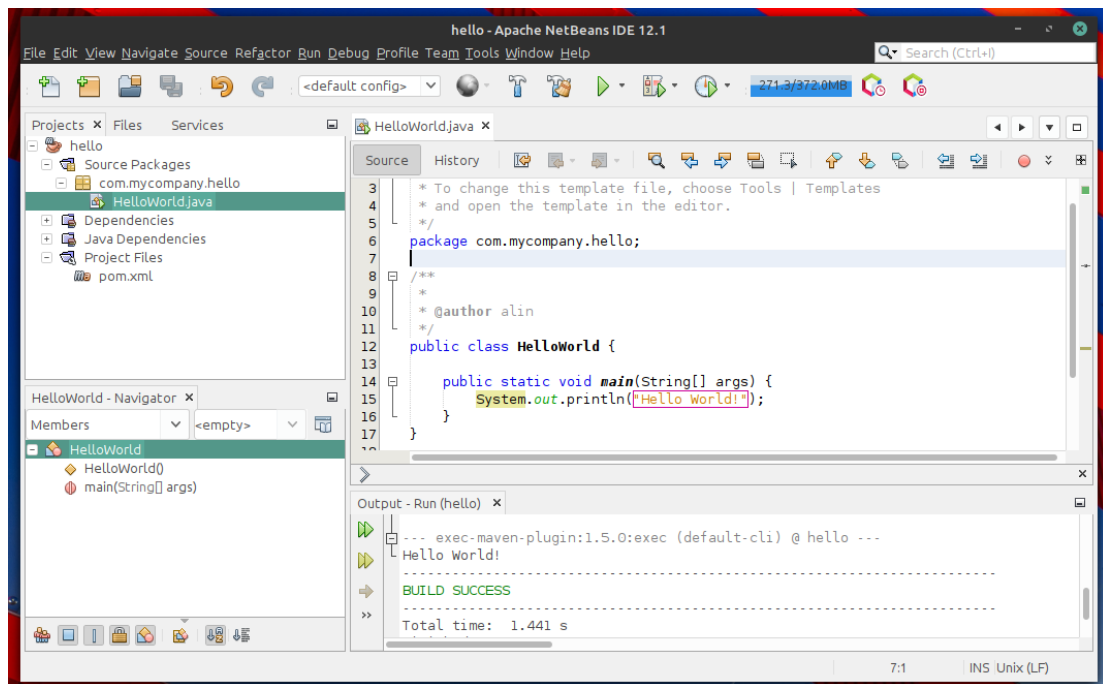 hello - Apache NetBeans IDE 12.1
File Edit View Navigate Source Refactor Run Debug Profile Team Tools Window Help
Search (Ctrl+I)
<default config>
271.3/372.0MB
Projects Files Services
hello
Source Packages
com.mycompany.hello
HelloWorld.java
Dependencies
Java Dependencies
Project Files
pom.xml
HelloWorld - Navigator
Members <empty>
HelloWorld
HelloWorld()
main(String[] args)
HelloWorld.java
Source History
3 * To change this template file, choose Tools | Templates
4 * and open the template in the editor.
5 */
6 package com.mycompany.hello;
7
8 /**
9 *
10 * @author alin
11 */
12 public class HelloWorld {
13
14 public static void main(String[] args) {
15 System.out.println("Hello World!");
16 }
17 }
Output - Run (hello)
--- exec-maven-plugin:1.5.0:exec (default-cli) @ hello ---
Hello World!
------------------------------------------------------------------------
BUILD SUCCESS
------------------------------------------------------------------------
Total time: 1.441 s
7:1 INS Unix (LF)